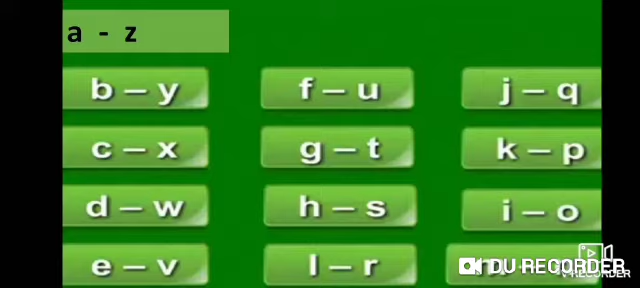 a - z
b – y f – u j – q
c – x g – t k – p
d – w h – s i – o
e – v l – r
DU RECORDER